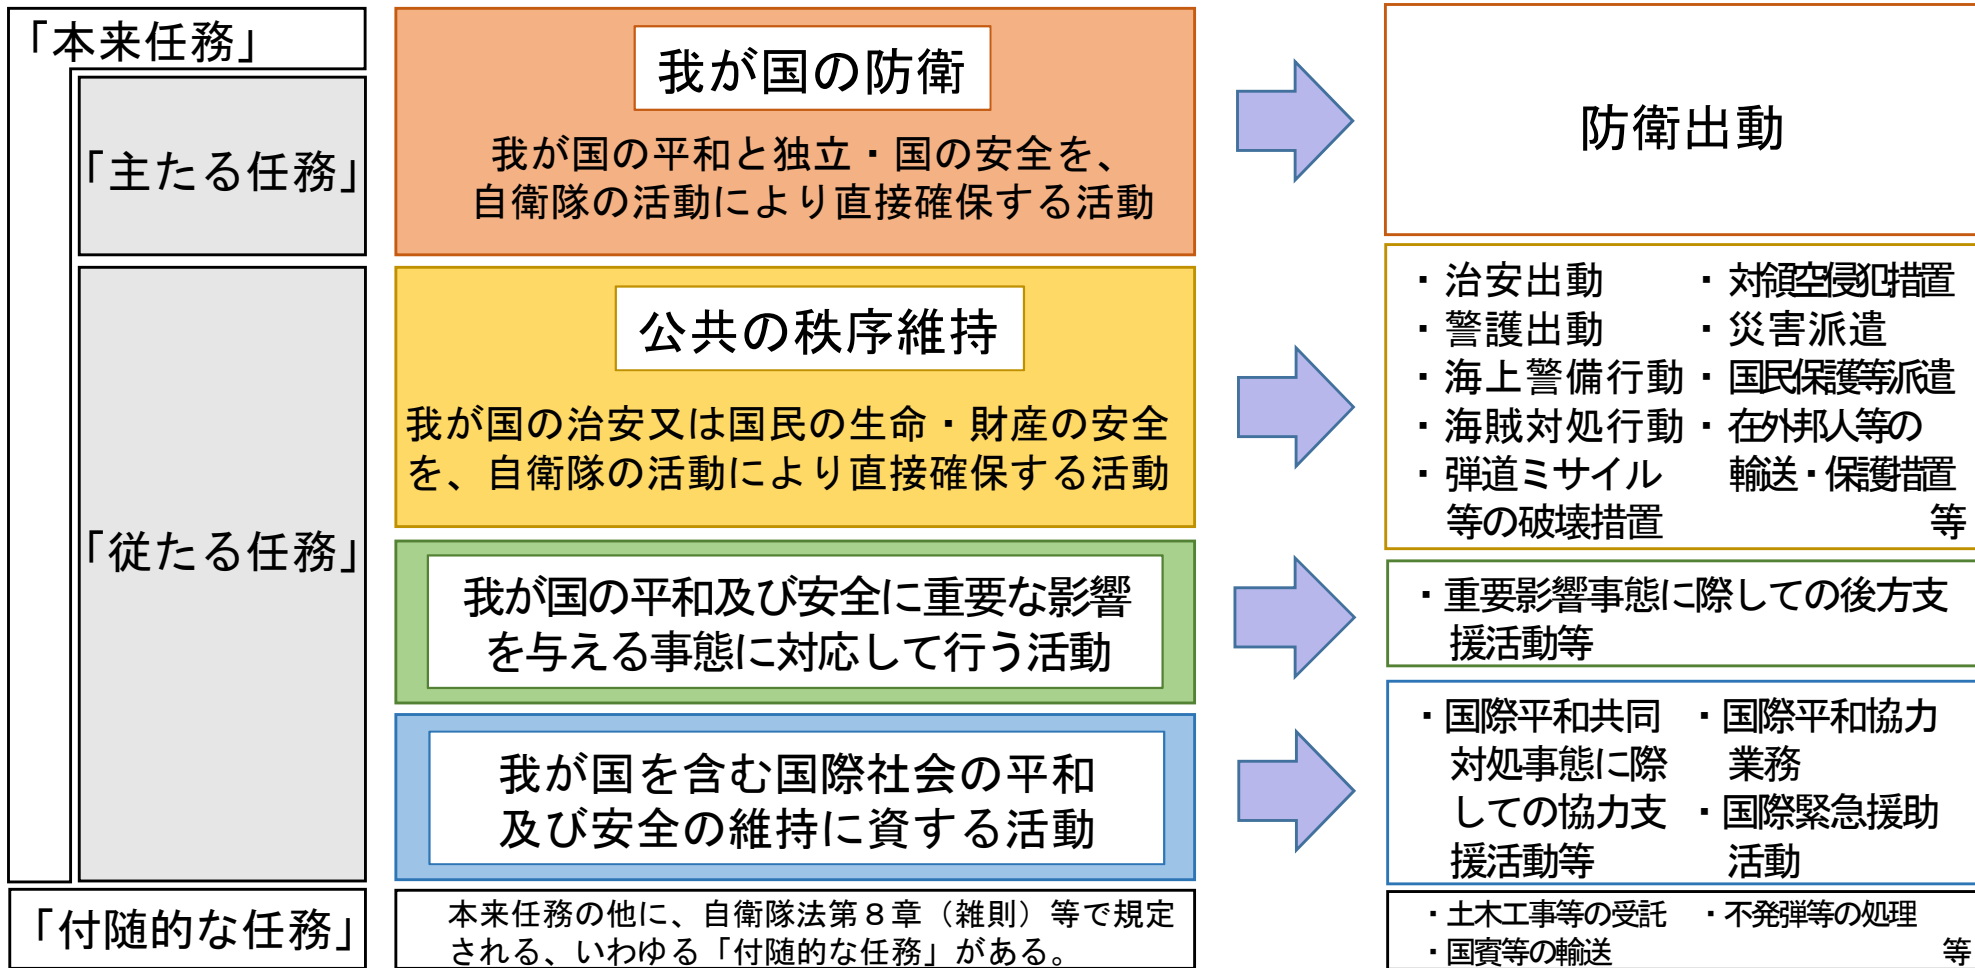 「本来任務」
「主たる任務」
我が国の防衛
我が国の平和と独立・国の安全を、
自衛隊の活動により直接確保する活動
防衛出動
「従たる任務」
公共の秩序維持
我が国の治安又は国民の生命・財産の安全
を、自衛隊の活動により直接確保する活動
・治安出動
・警護出動
・海上警備行動
・海賊対処行動
・弾道ミサイル
等の破壊措置
・対領空侵犯措置
・災害派遣
・国民保護等派遣
・在外邦人等の
輸送・保護措置
等
我が国の平和及び安全に重要な影響
を与える事態に対応して行う活動
・重要影響事態に際しての後方支
援活動等
我が国を含む国際社会の平和
及び安全の維持に資する活動
・国際平和共同
対処事態に際
しての協力支
援活動等
・国際平和協力
業務
・国際緊急援助
活動
「付随的な任務」
本来任務の他に、自衛隊法第8章（雑則）等で規定
される、いわゆる「付随的な任務」がある。
・土木工事等の受託 ・不発弾等の処理
・国賓等の輸送 等